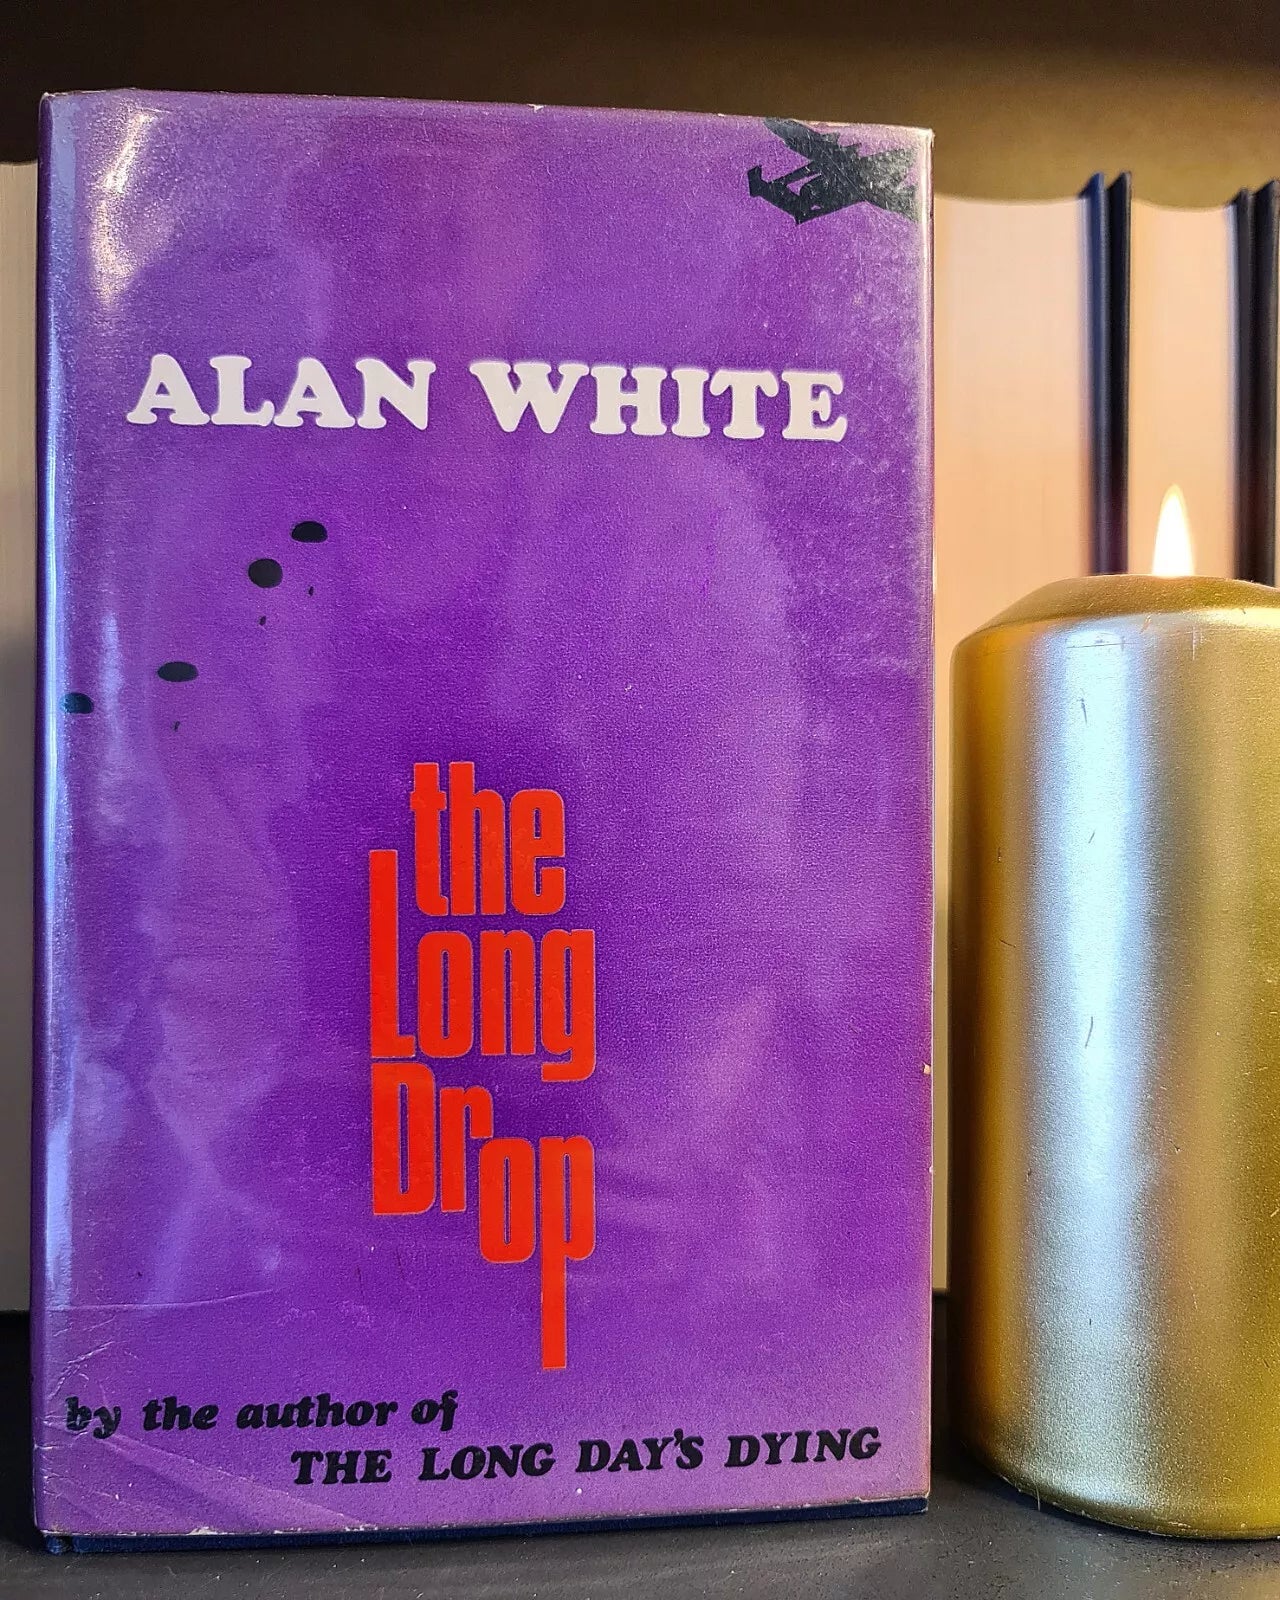 ALAN WHITE
the
Long
Drop
by the author of
THE LONG DAY'S DYING